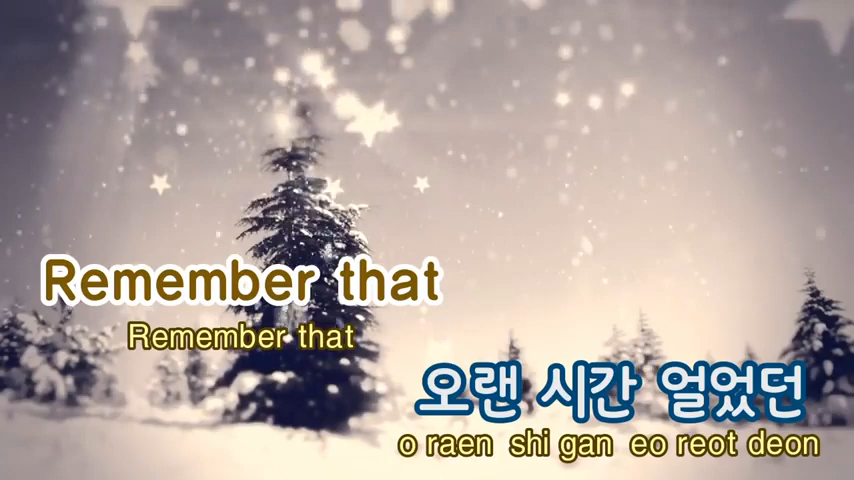 Remember that
Remember that
오랜 시간 얼었던
o raen shi gan eo reot deon